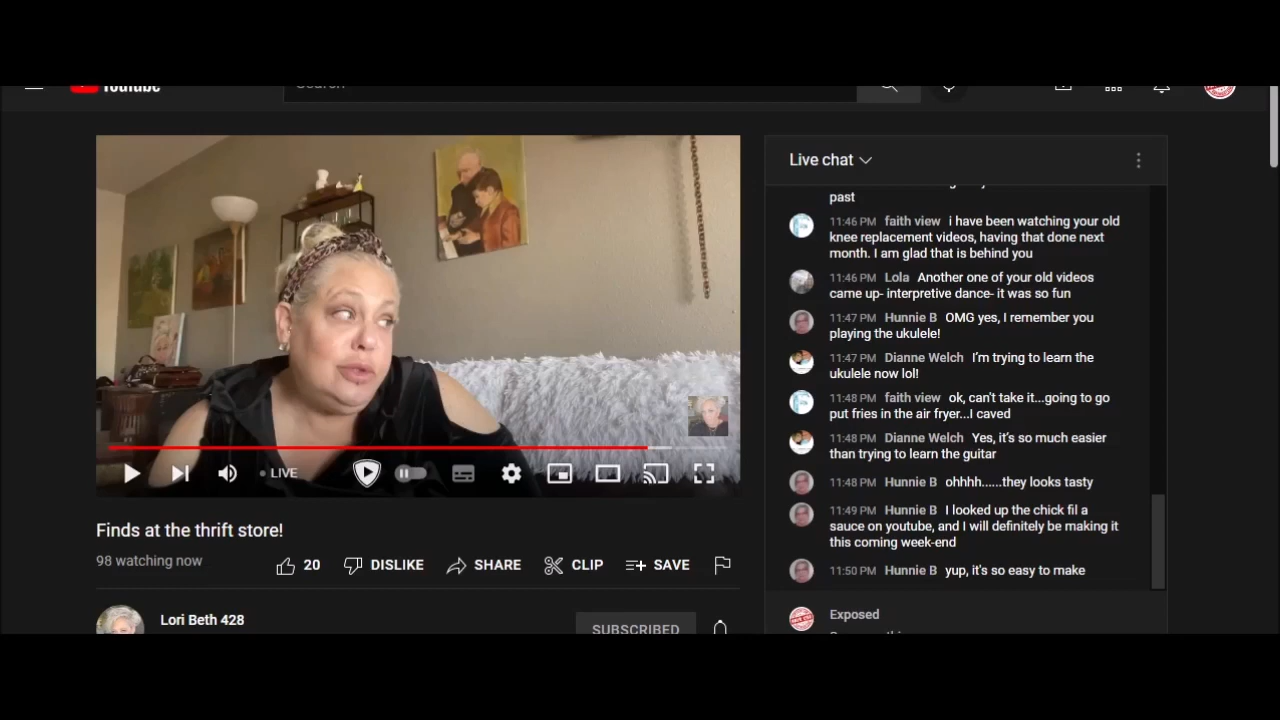 YouTube
Search
Live chat
past
11:46 PM faith view i have been watching your old
knee replacement videos, having that done next
month. I am glad that is behind you
11:46 PM Lola Another one of your old videos
came up- interpretive dance- it was so fun
11:47 PM Hunnie B OMG yes, I remember you
playing the ukulele!
11:47 PM Dianne Welch I'm trying to learn the
ukulele now lol!
11:48 PM faith view ok, can't take it...going to go
put fries in the air fryer...I caved
11:48 PM Dianne Welch Yes, it's so much easier
than trying to learn the guitar
11:48 PM Hunnie B ohhhh......they looks tasty
11:49 PM Hunnie B I looked up the chick fil a
sauce on youtube, and I will definitely be making it
this coming week-end
11:50 PM Hunnie B yup, it's so easy to make
Exposed
LIVE
Finds at the thrift store!
98 watching now
20 DISLIKE SHARE CLIP SAVE
Lori Beth 428
SUBSCRIBED